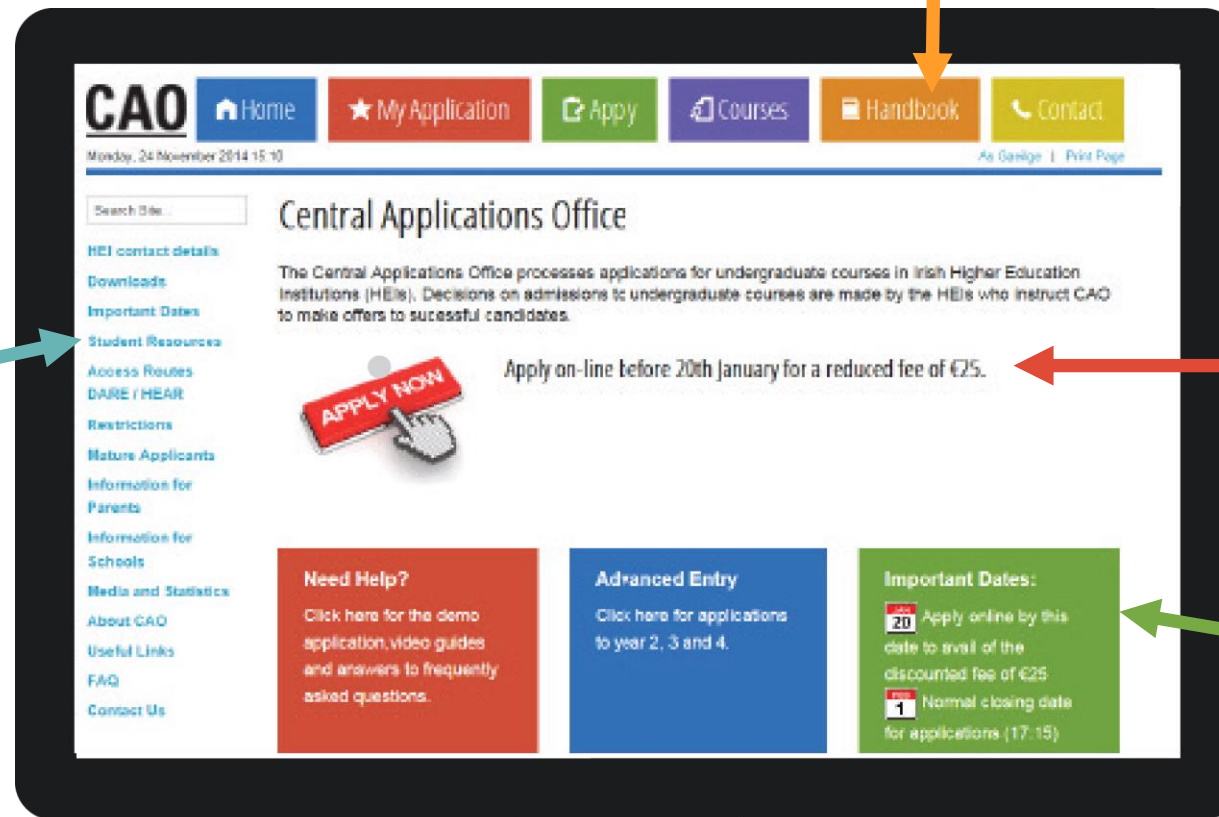 CAO
Home
My Application
Appy
Courses
Handbook
Contact
Monday, 24 November 2014 15:10
As Gaeilge | Print Page
Search Site...
HEI contact details
Downloads
Important Dates
Student Resources
Access Routes
DARE / HEAR
Restrictions
Mature Applicants
Information for
Parents
Information for
Schools
Media and Statistics
About CAO
Useful Links
FAQ
Contact Us
Central Applications Office
The Central Applications Office processes applications for undergraduate courses in Irish Higher Education
Institutions (HEIs). Decisions on admissions to undergraduate courses are made by the HEIs who instruct CAO
to make offers to sucessful candidates.
APPLY NOW
Apply on-line before 20th January for a reduced fee of €25.
Need Help?
Click here for the demo
application, video guides
and answers to frequently
asked questions.
Advanced Entry
Click here for applications
to year 2, 3 and 4.
Important Dates:
JAN
20 Apply online by this
date to avail of the
discounted fee of €25
FEB
1 Normal closing date
for applications (17:15)